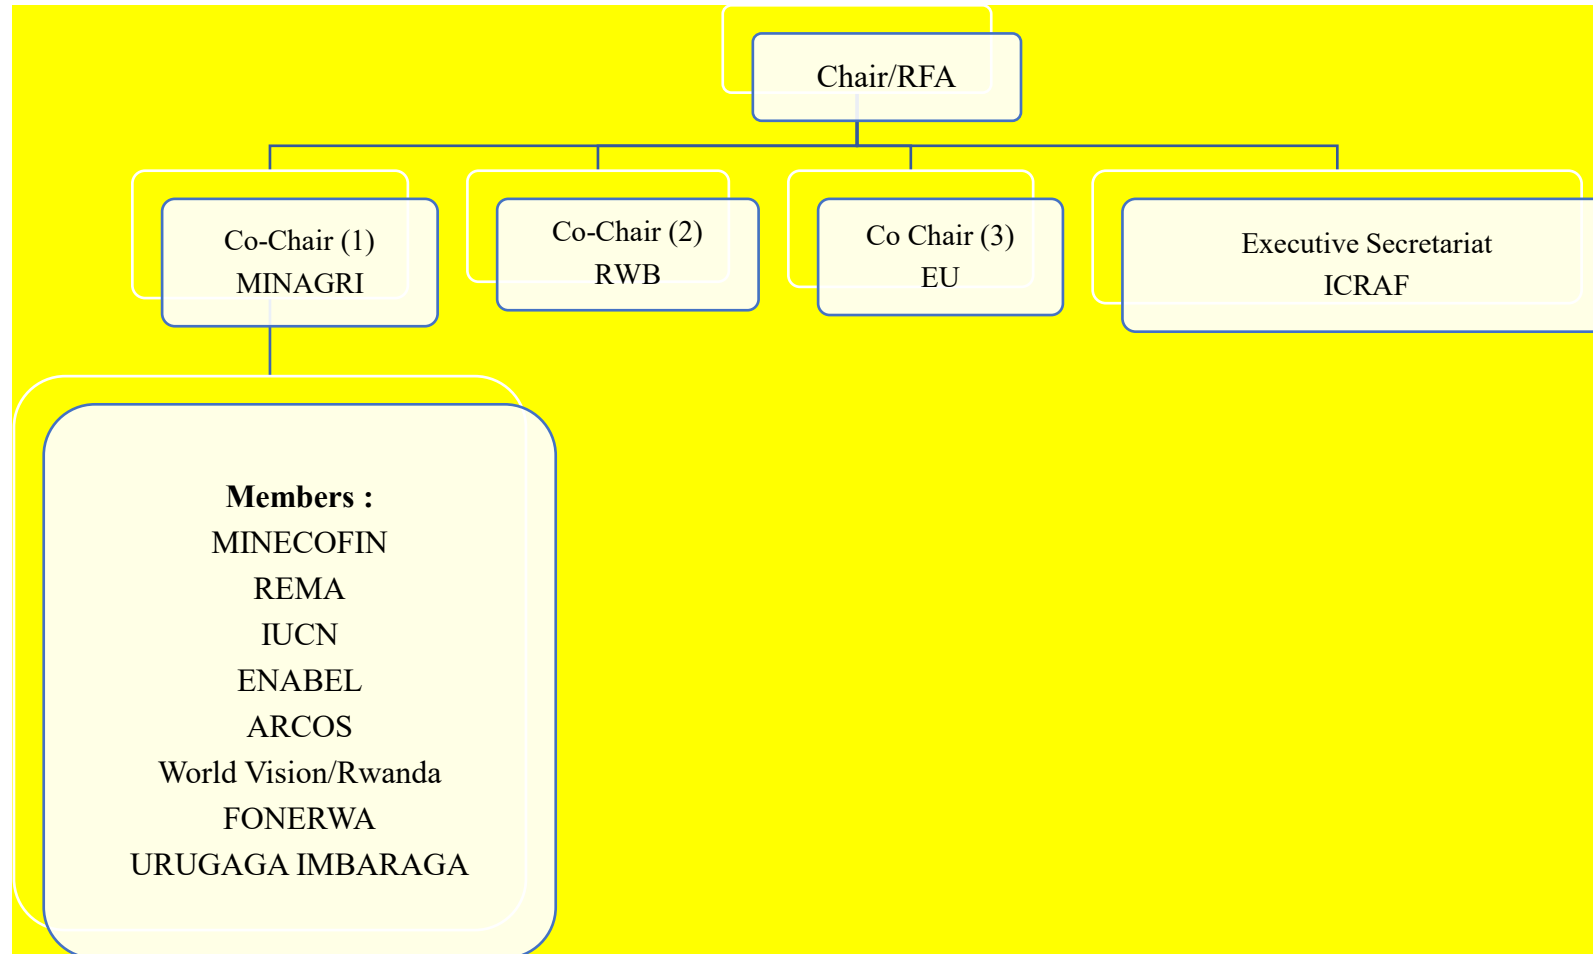 Chair/RFA
Co-Chair (1)
MINAGRI
Co-Chair (2)
RWB
Co Chair (3)
EU
Executive Secretariat
ICRAF
Members :
MINECOFIN
REMA
IUCN
ENABEL
ARCOS
World Vision/Rwanda
FONERWA
URUGAGA IMBARAGA